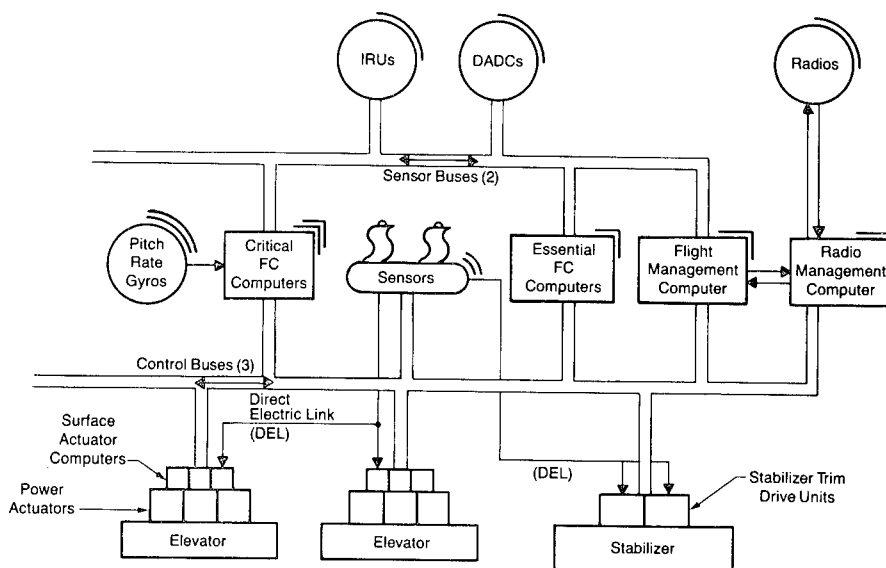 IRUs
DADCs
Radios
Sensor Buses (2)
Pitch
Rate
Gyros
Critical
FC
Computers
Sensors
Essential
FC
Computers
Flight
Management
Computer
Radio
Management
Computer
Control Buses (3)
Direct
Electric Link
(DEL)
Surface
Actuator
Computers
Power
Actuators
(DEL)
Stabilizer Trim
Drive Units
Elevator
Elevator
Stabilizer